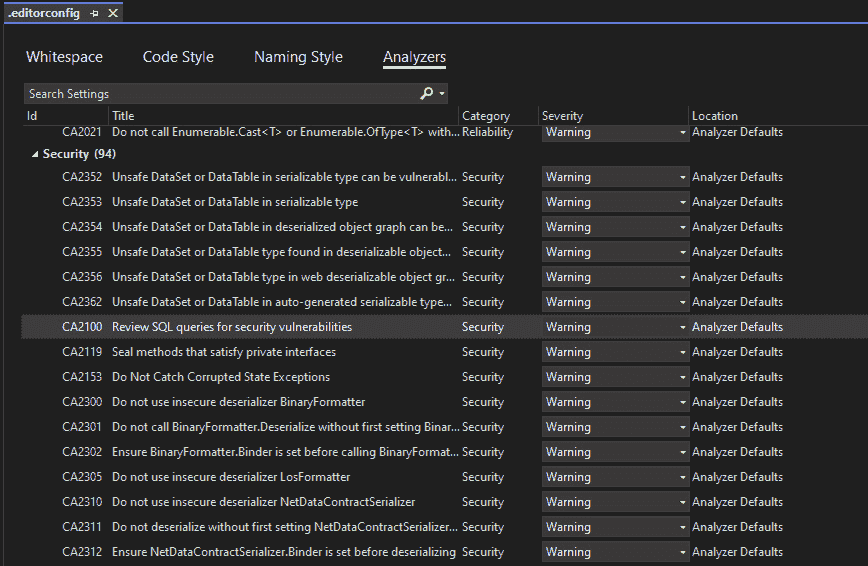 .editorconfig
Whitespace Code Style Naming Style Analyzers
Search Settings
Id Title Category Severity Location
CA2021 Do not call Enumerable.Cast<T> or Enumerable.OfType<T> with... Reliability Warning Analyzer Defaults
Security (94)
CA2352 Unsafe DataSet or DataTable in serializable type can be vulnerabl... Security Warning Analyzer Defaults
CA2353 Unsafe DataSet or DataTable in serializable type Security Warning Analyzer Defaults
CA2354 Unsafe DataSet or DataTable in deserialized object graph can be... Security Warning Analyzer Defaults
CA2355 Unsafe DataSet or DataTable type found in deserializable object... Security Warning Analyzer Defaults
CA2356 Unsafe DataSet or DataTable type in web deserializable object gr... Security Warning Analyzer Defaults
CA2362 Unsafe DataSet or DataTable in auto-generated serializable type... Security Warning Analyzer Defaults
CA2100 Review SQL queries for security vulnerabilities Security Warning Analyzer Defaults
CA2119 Seal methods that satisfy private interfaces Security Warning Analyzer Defaults
CA2153 Do Not Catch Corrupted State Exceptions Security Warning Analyzer Defaults
CA2300 Do not use insecure deserializer BinaryFormatter Security Warning Analyzer Defaults
CA2301 Do not call BinaryFormatter.Deserialize without first setting Binar... Security Warning Analyzer Defaults
CA2302 Ensure BinaryFormatter.Binder is set before calling BinaryFormat... Security Warning Analyzer Defaults
CA2305 Do not use insecure deserializer LosFormatter Security Warning Analyzer Defaults
CA2310 Do not use insecure deserializer NetDataContractSerializer Security Warning Analyzer Defaults
CA2311 Do not deserialize without first setting NetDataContractSerializer... Security Warning Analyzer Defaults
CA2312 Ensure NetDataContractSerializer.Binder is set before deserializing Security Warning Analyzer Defaults